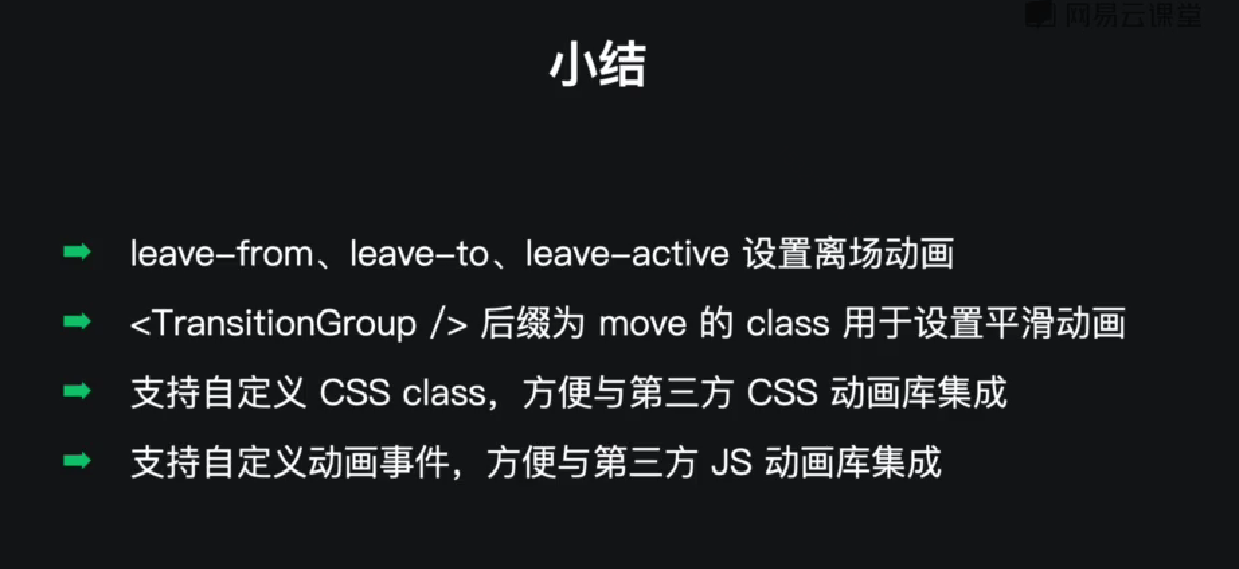 网易云课堂
小结
leave-from、leave-to、leave-active 设置离场动画
<TransitionGroup /> 后缀为 move 的 class 用于设置平滑动画
支持自定义 CSS class，方便与第三方 CSS 动画库集成
支持自定义动画事件，方便与第三方 JS 动画库集成